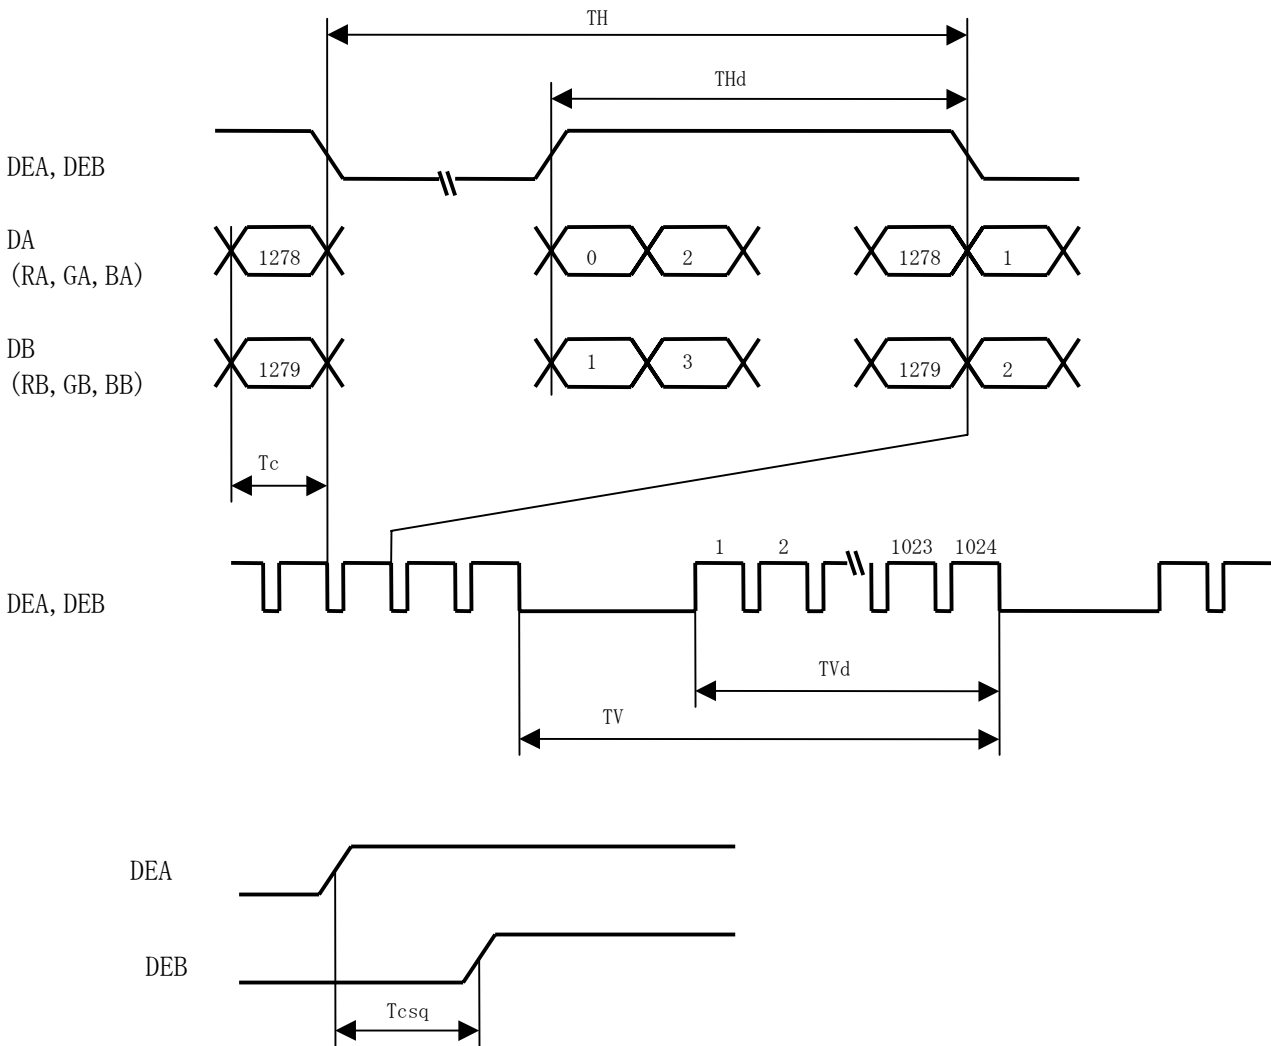 TH
THd
DEA, DEB
DA
(RA, GA, BA)
1278
0
2
1278
1
DB
(RB, GB, BB)
1279
1
3
1279
2
Tc
1
2
1023
1024
DEA, DEB
TVd
TV
DEA
DEB
Tcsq